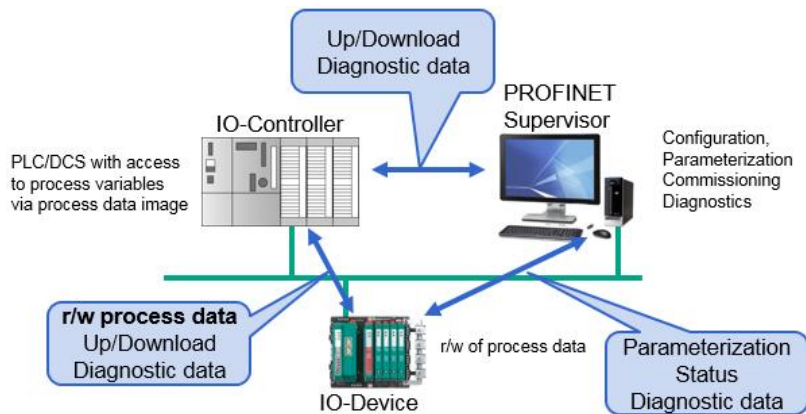 Up/Download
Diagnostic data
IO-Controller
PROFINET
Supervisor
PLC/DCS with access
to process variables
via process data image
Configuration,
Parameterization
Commissioning
Diagnostics
r/w process data
Up/Download
Diagnostic data
r/w of process data
IO-Device
Parameterization
Status
Diagnostic data